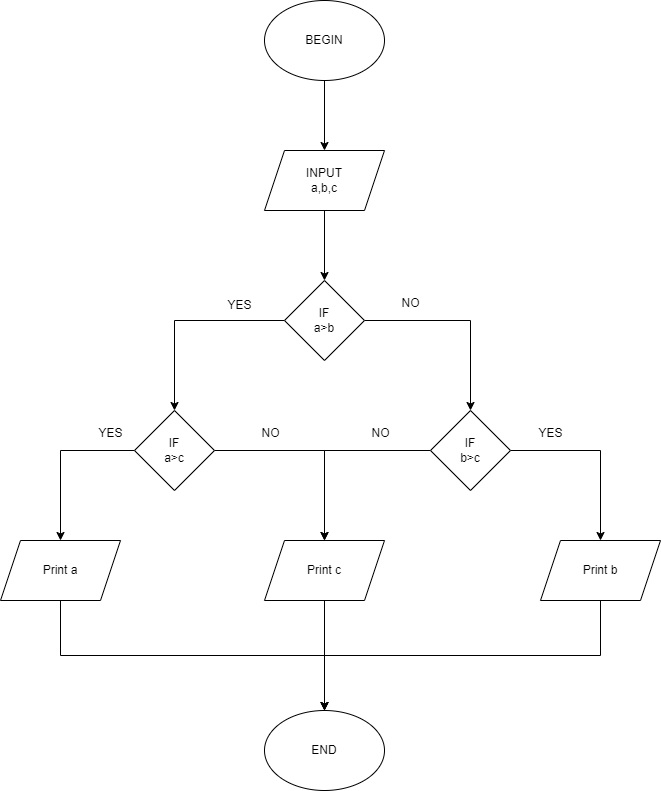 BEGIN
INPUT
a,b,c
YES
NO
IF
a>b
YES
IF
a>c
NO
NO
IF
b>c
YES
Print a
Print c
Print b
END